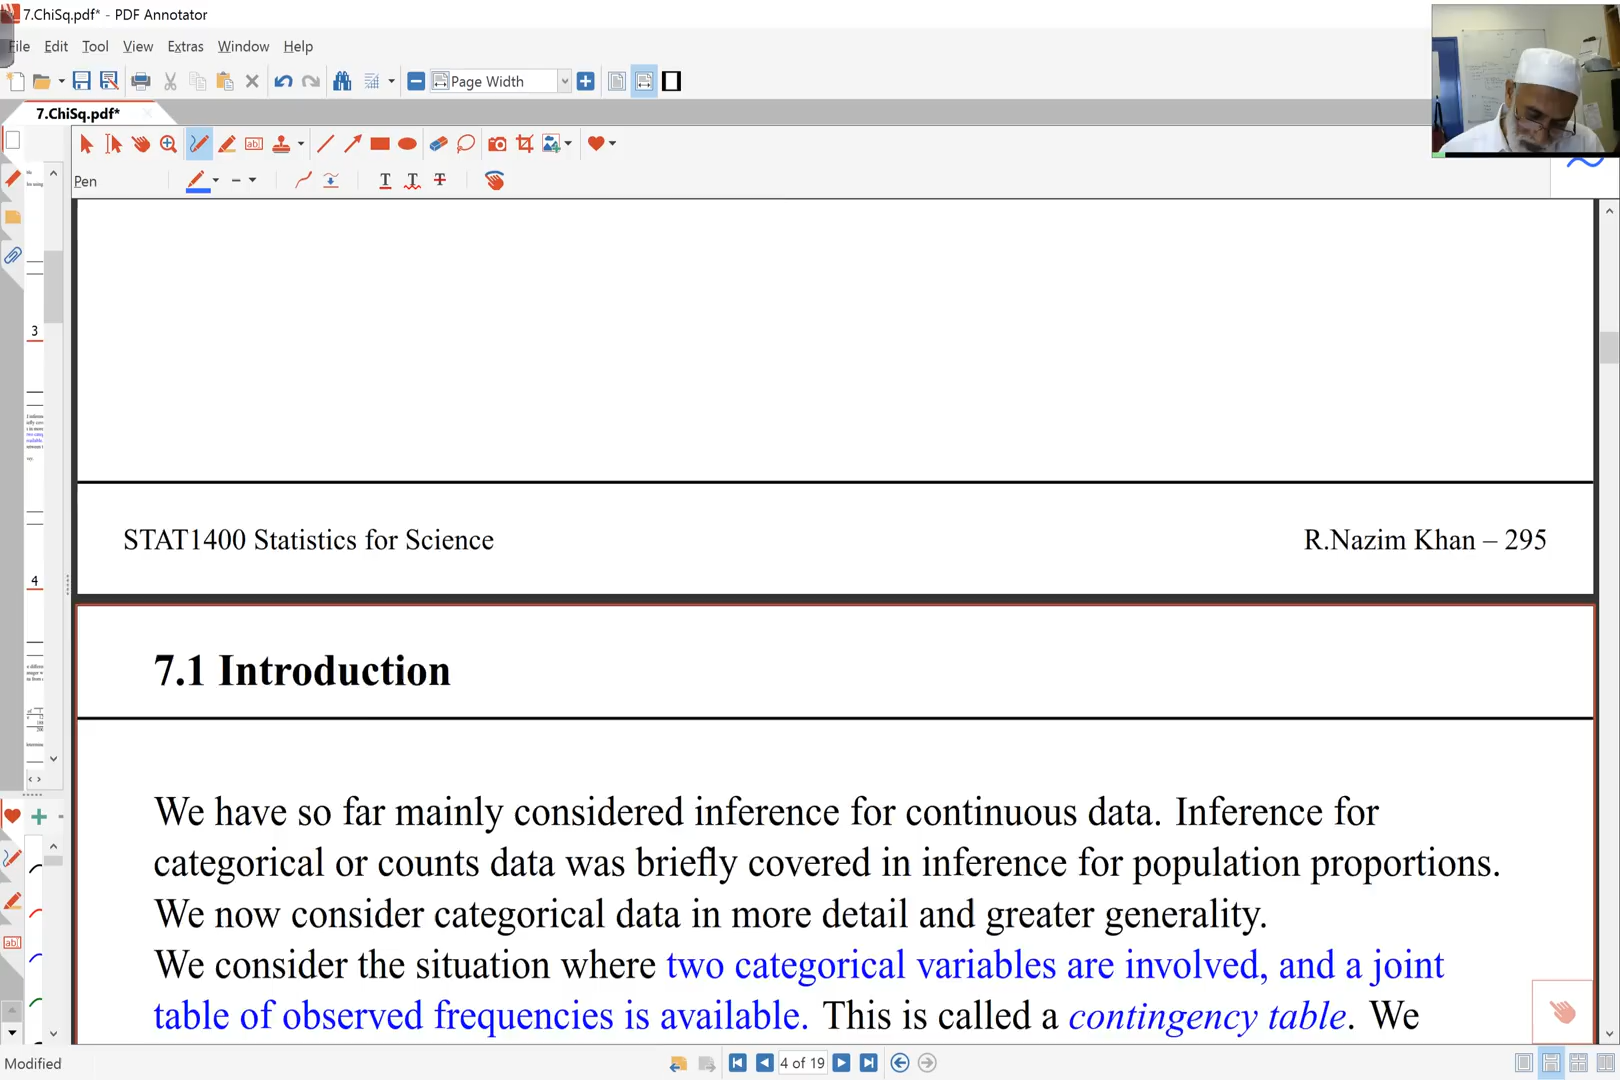 7.ChiSq.pdf* - PDF Annotator
File Edit Tool View Extras Window Help
Page Width
7.ChiSq.pdf*
Pen
3
4
STAT1400 Statistics for Science
R.Nazim Khan – 295
7.1 Introduction
We have so far mainly considered inference for continuous data. Inference for
categorical or counts data was briefly covered in inference for population proportions.
We now consider categorical data in more detail and greater generality.
We consider the situation where two categorical variables are involved, and a joint
table of observed frequencies is available. This is called a contingency table. We
Modified
4 of 19